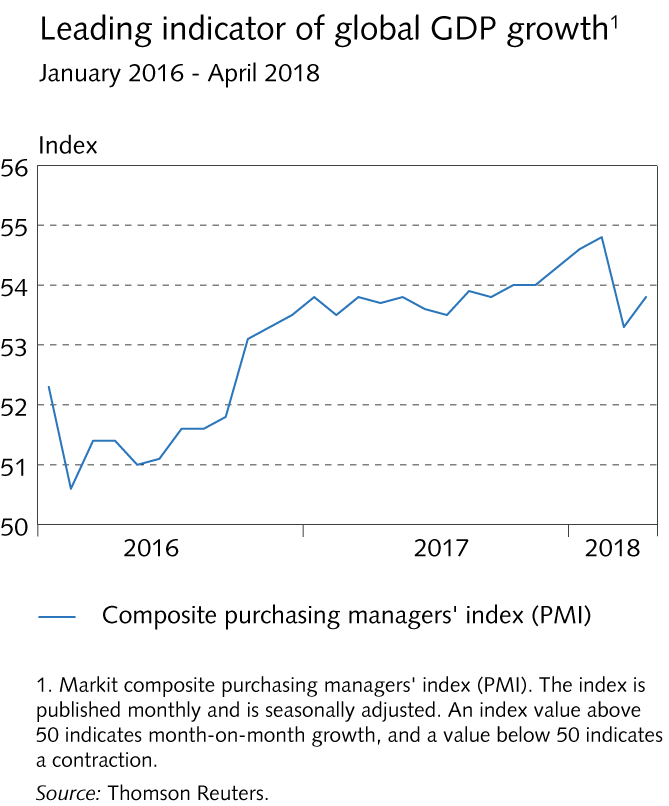 Leading indicator of global GDP growth¹
January 2016 - April 2018
Index
56
55
54
53
52
51
50
2016 2017 2018
Composite purchasing managers' index (PMI)
1. Markit composite purchasing managers' index (PMI). The index is
published monthly and is seasonally adjusted. An index value above
50 indicates month-on-month growth, and a value below 50 indicates
a contraction.
Source: Thomson Reuters.